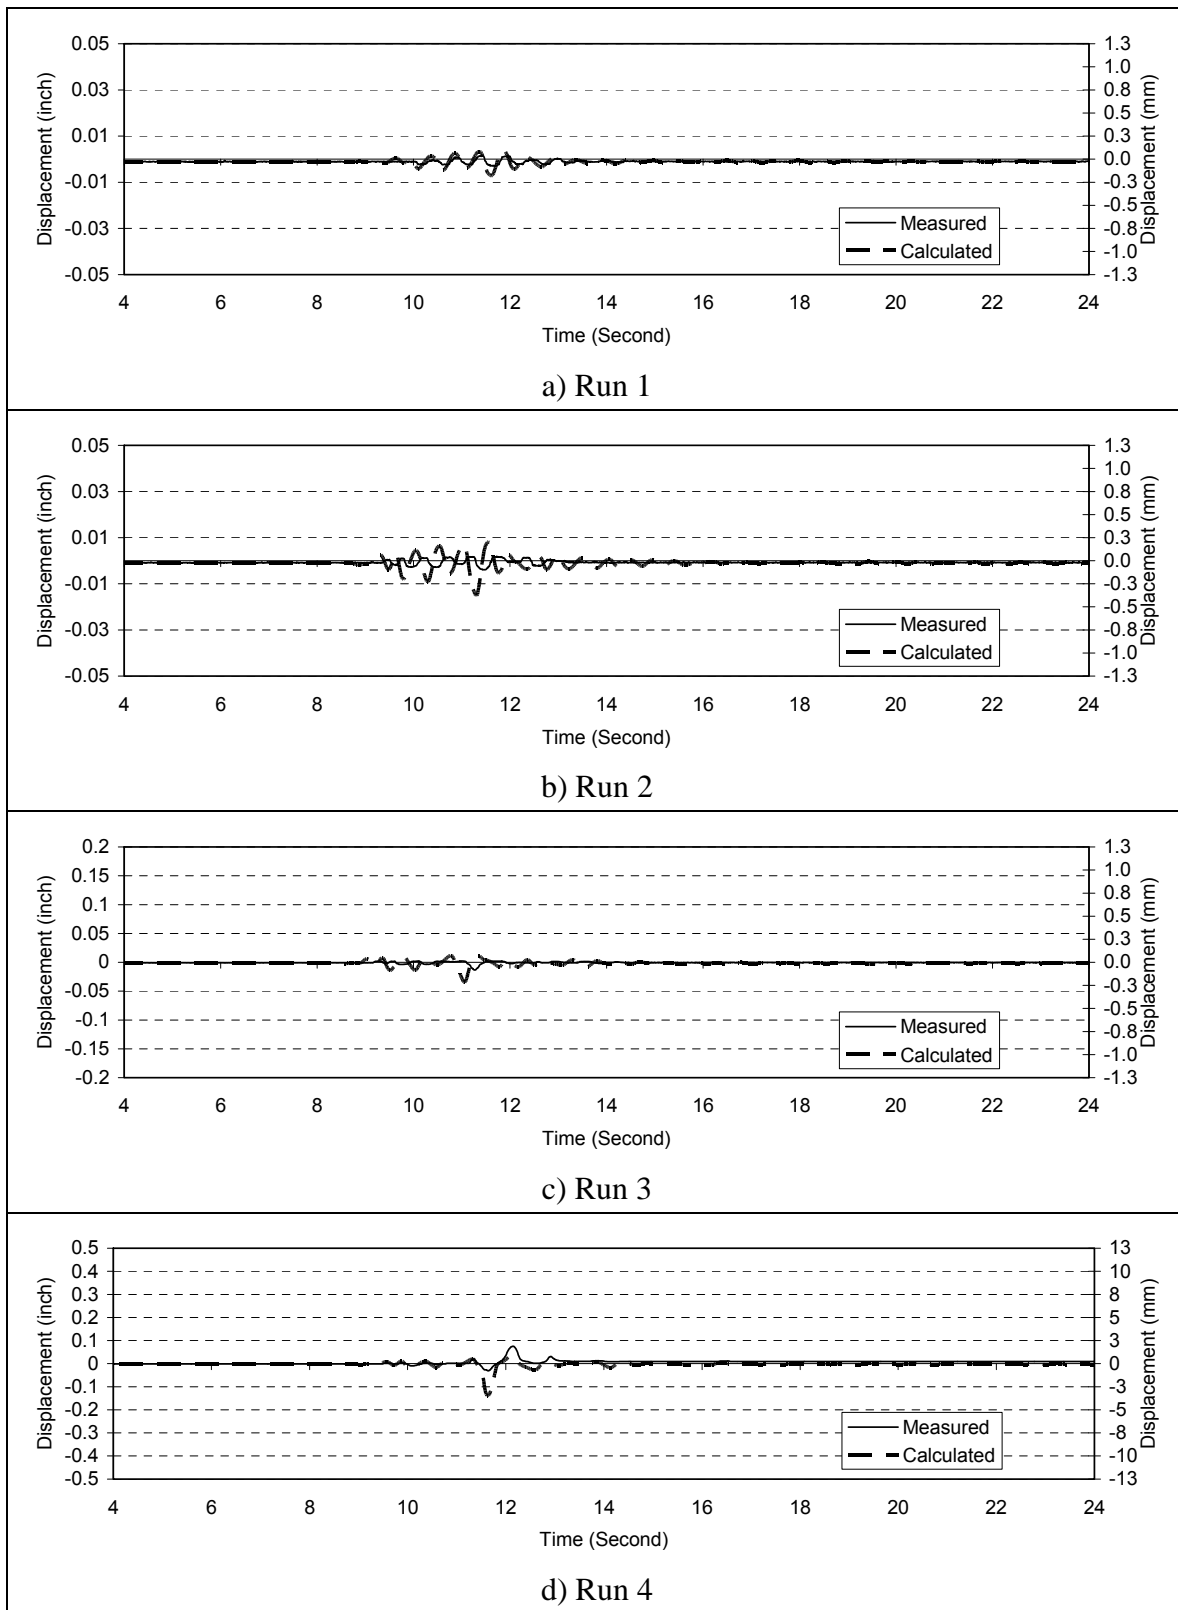 0.05
0.03
0.01
-0.01
-0.03
-0.05
Displacement (inch)
1.3
1.0
0.8
0.5
0.3
0.0
-0.3
-0.5
-0.8
-1.0
-1.3
Displacement (mm)
Measured
Calculated
4 6 8 10 12 14 16 18 20 22 24
Time (Second)
a) Run 1
0.05
0.03
0.01
-0.01
-0.03
-0.05
Displacement (inch)
1.3
1.0
0.8
0.5
0.3
0.0
-0.3
-0.5
-0.8
-1.0
-1.3
Displacement (mm)
Measured
Calculated
4 6 8 10 12 14 16 18 20 22 24
Time (Second)
b) Run 2
0.2
0.15
0.1
0.05
0
-0.05
-0.1
-0.15
-0.2
Displacement (inch)
1.3
1.0
0.8
0.5
0.3
0.0
-0.3
-0.5
-0.8
-1.0
-1.3
Displacement (mm)
Measured
Calculated
4 6 8 10 12 14 16 18 20 22 24
Time (Second)
c) Run 3
0.5
0.4
0.3
0.2
0.1
0
-0.1
-0.2
-0.3
-0.4
-0.5
Displacement (inch)
13
10
8
5
3
0
-3
-5
-8
-10
-13
Displacement (mm)
Measured
Calculated
4 6 8 10 12 14 16 18 20 22 24
Time (Second)
d) Run 4